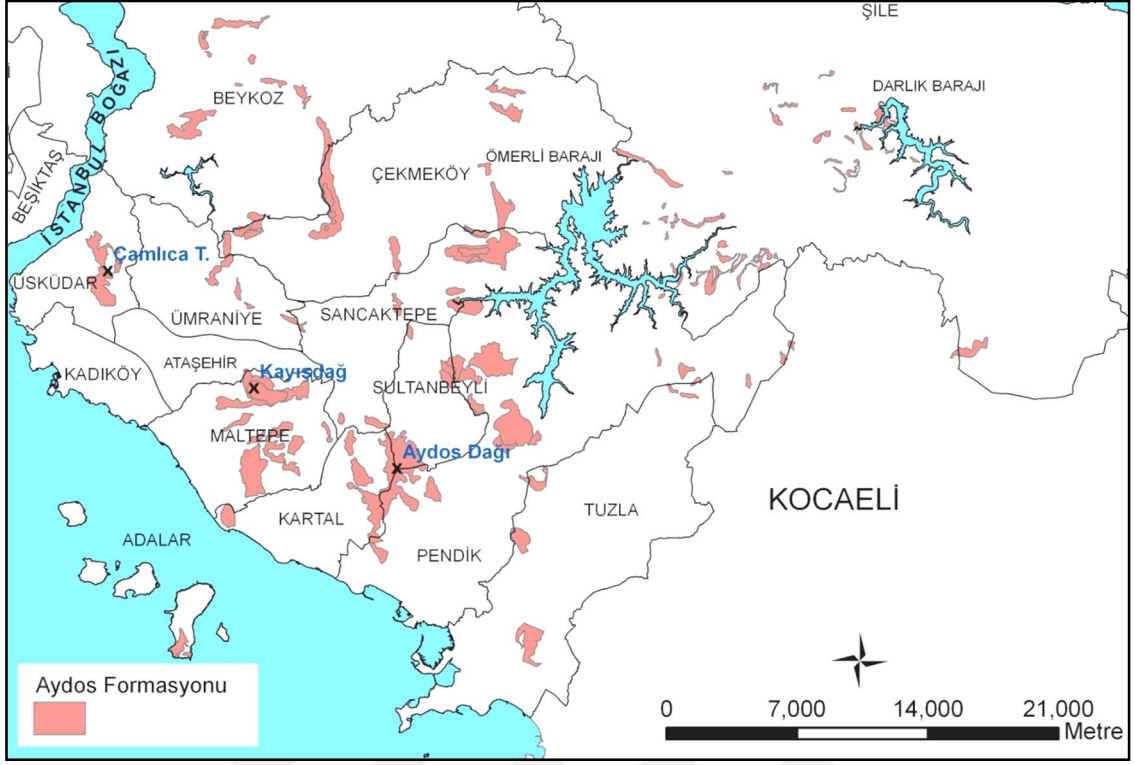 ŞİLE
BEYKOZ
DARLIK BARAJI
İSTANBUL BOĞAZI
BEŞİKTAŞ
ÖMERLİ BARAJI
ÇEKMEKÖY
Çamlıca T.
ÜSKÜDAR
ÜMRANİYE
SANCAKTEPE
ATAŞEHİR
KADIKÖY
Kayışdağ
SULTANBEYLİ
MALTEPE
Aydos Dağı
KOCAELİ
TUZLA
KARTAL
ADALAR
PENDİK
Aydos Formasyonu
0 7,000 14,000 21,000
Metre